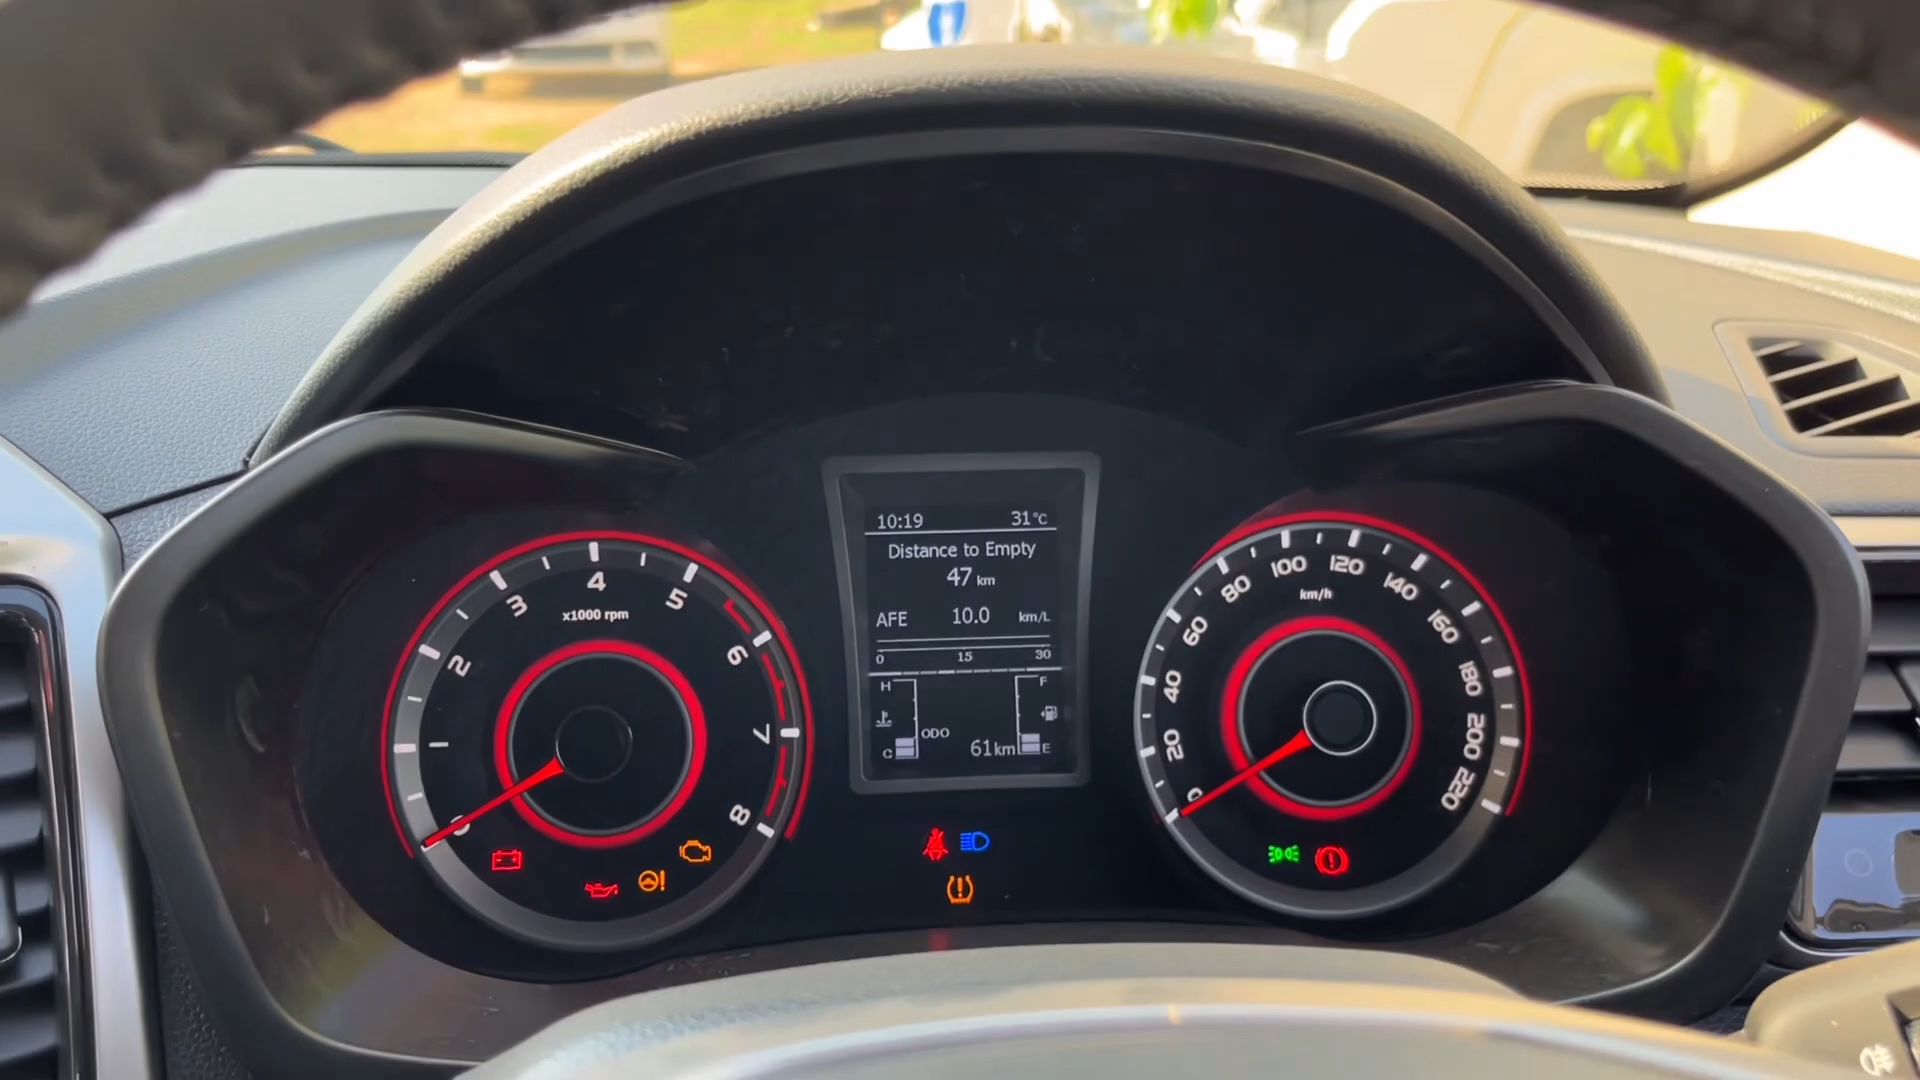 10:19 31°C
Distance to Empty
47 km
AFE 10.0 km/L
0 15 30
H F
ODO
C 61km E
0 2 3 4 5 6 7 8
x1000 rpm
0 20 40 60 80 100 120 140 160 180 200 220
km/h